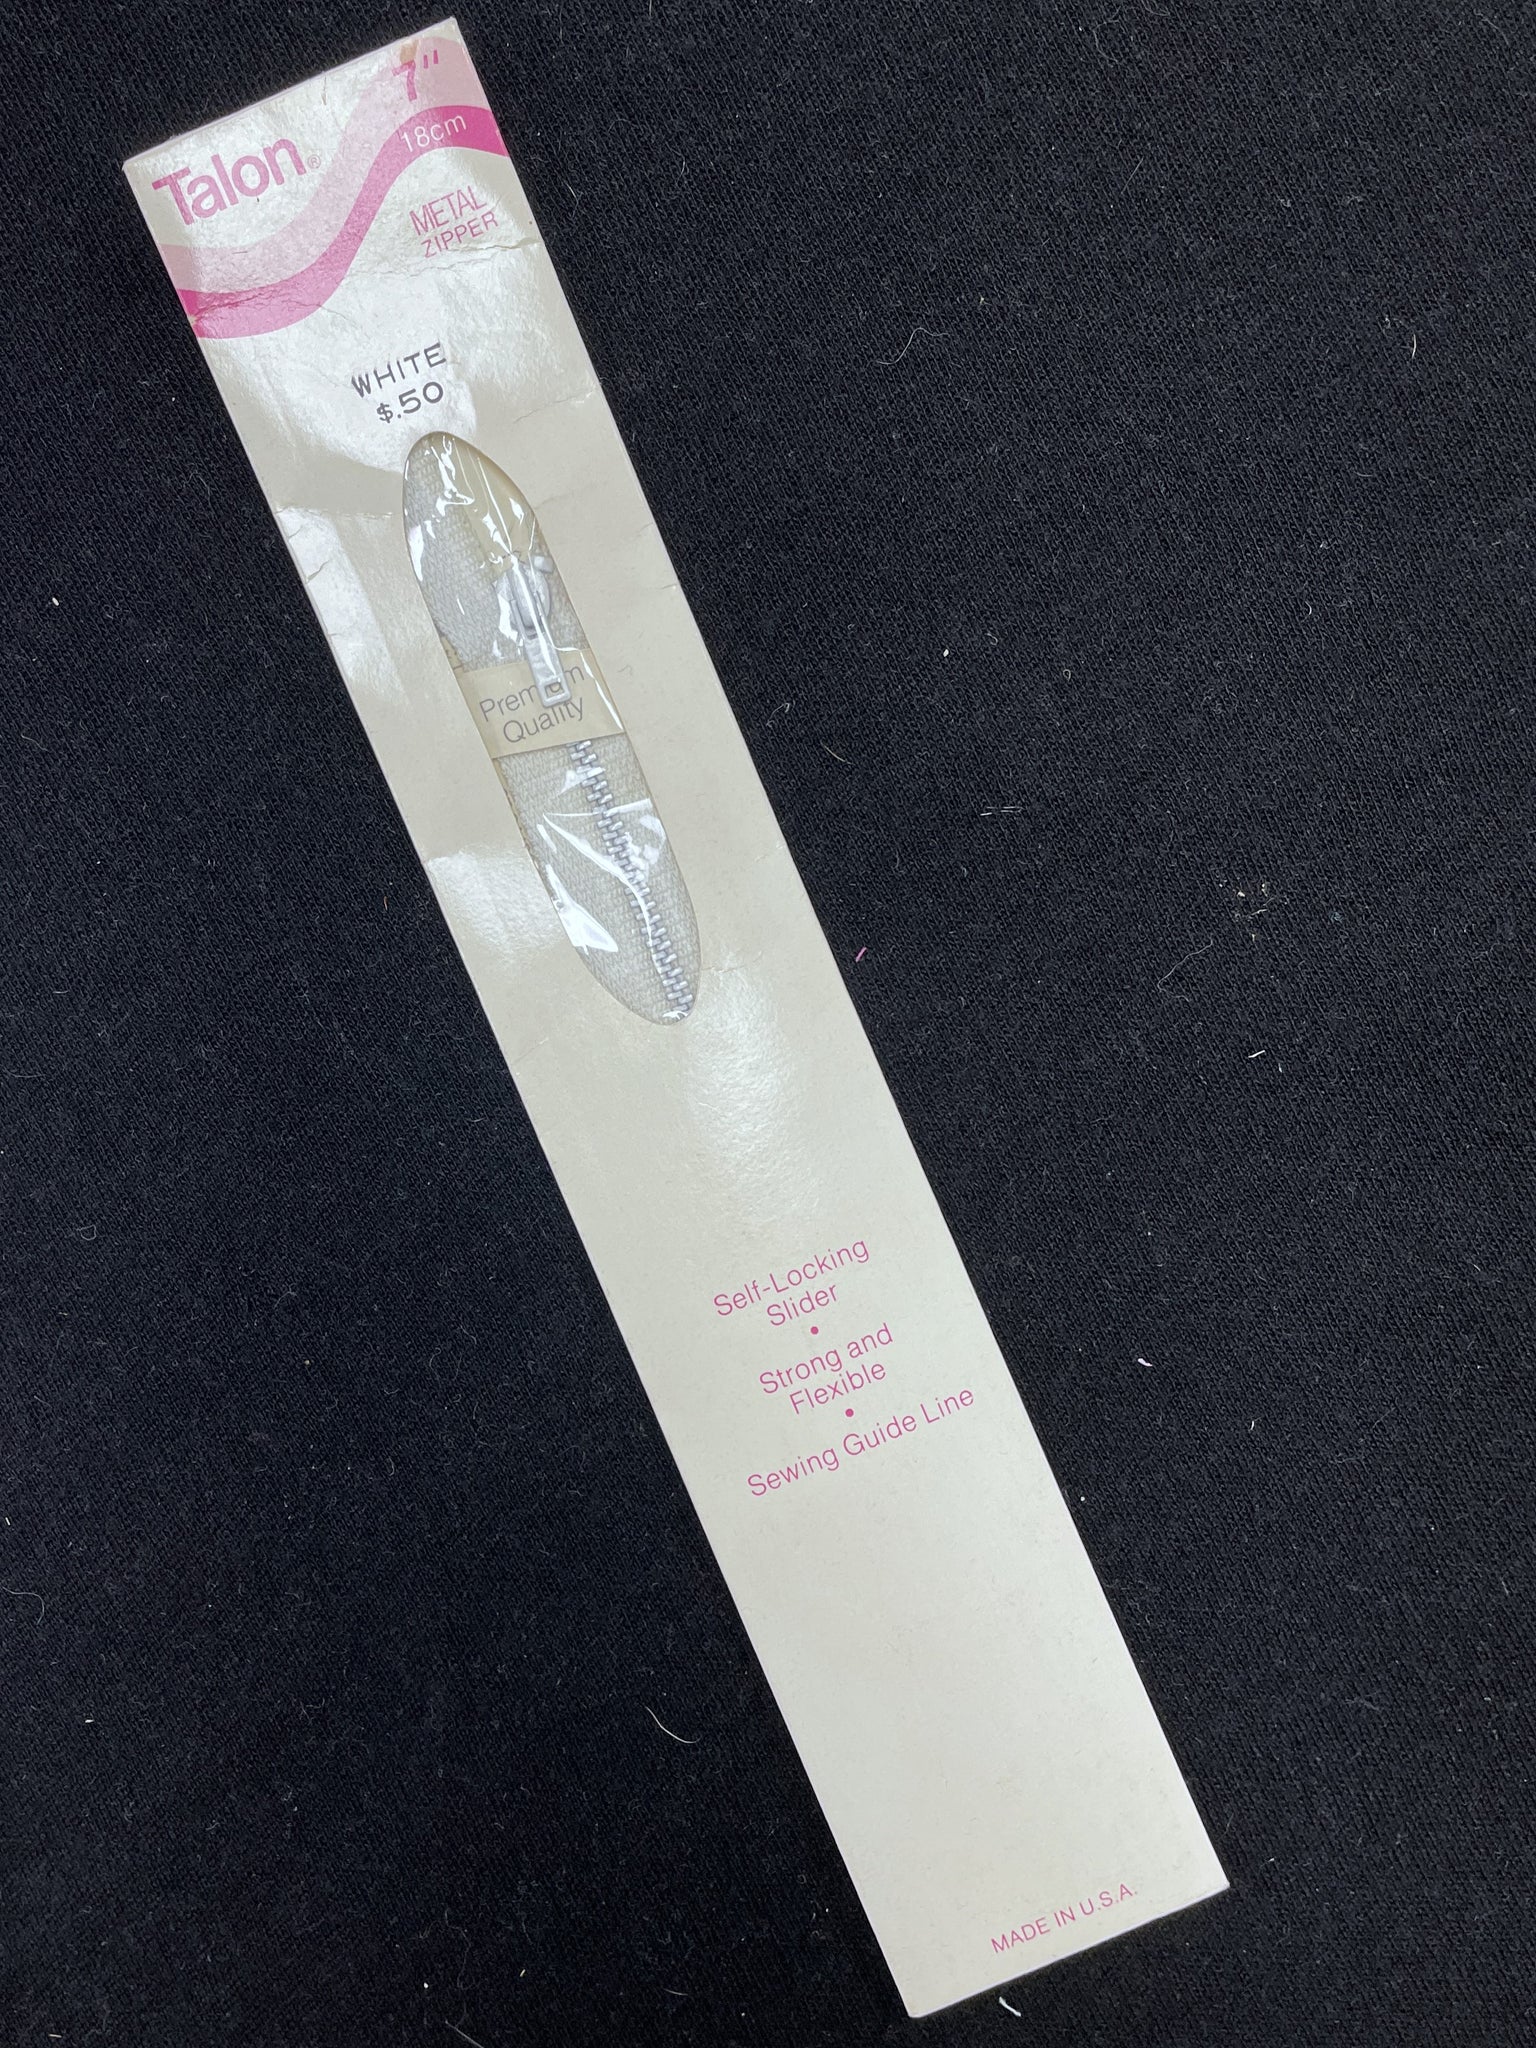 Talon®
7"
18cm
METAL
ZIPPER
WHITE
$.50
Premium
Quality
Self-Locking
Slider
•
Strong and
Flexible
•
Sewing Guide Line
MADE IN U.S.A.